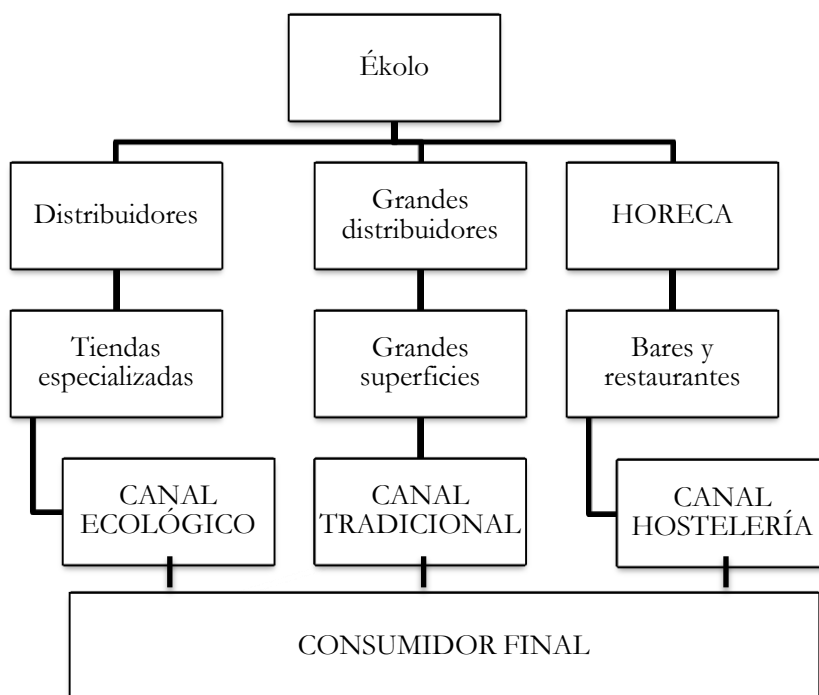 Ékolo
Distribuidores
Grandes
distribuidores
HORECA
Tiendas
especializadas
Grandes
superficies
Bares y
restaurantes
CANAL
ECOLÓGICO
CANAL
TRADICIONAL
CANAL
HOSTELERÍA
CONSUMIDOR FINAL